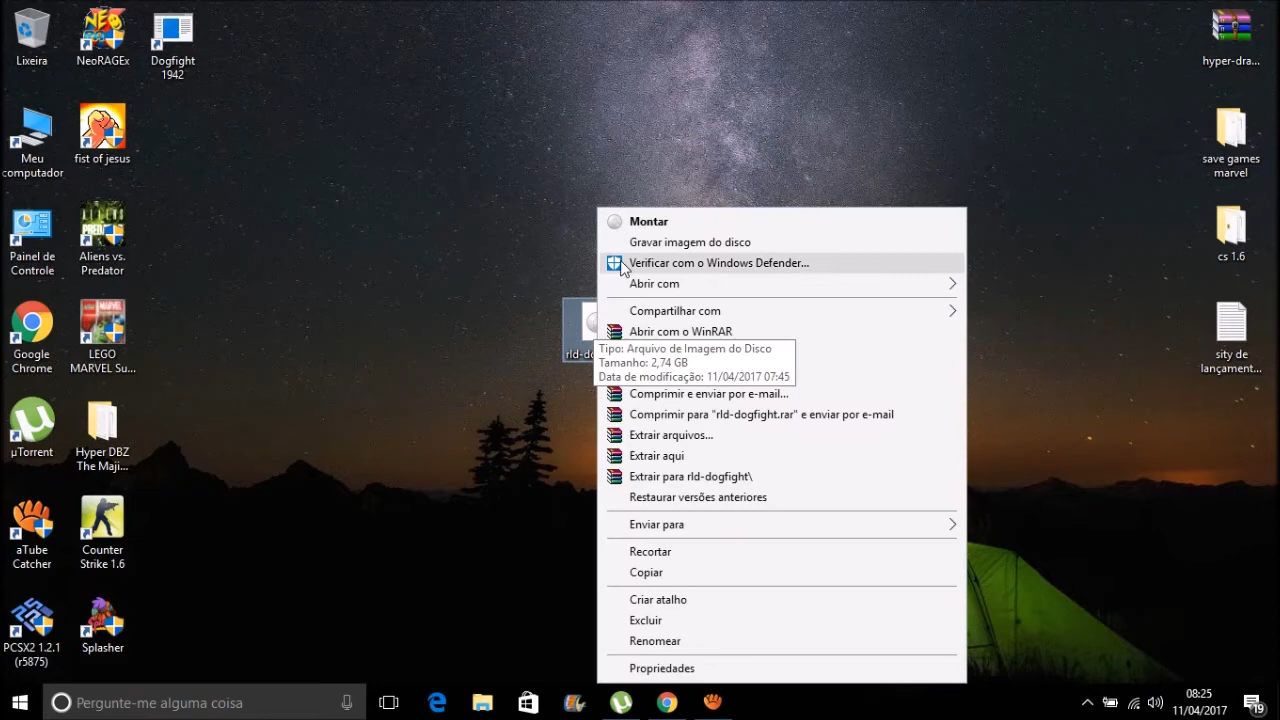 Lixeira
NeoRAGEx
Dogfight
1942
Meu
computador
fist of jesus
Painel de
Controle
Aliens vs.
Predator
Google
Chrome
LEGO
MARVEL Su...
µTorrent
Hyper DBZ
The Maji...
aTube
Catcher
Counter
Strike 1.6
PCSX2 1.2.1
(r5875)
Splasher
hyper-dra...
save games
marvel
cs 1.6
sity de
lançament...
Montar
Gravar imagem do disco
Verificar com o Windows Defender...
Abrir com
Compartilhar com
Abrir com o WinRAR
Tipo: Arquivo de Imagem do Disco
Tamanho: 2,74 GB
Data de modificação: 11/04/2017 07:45
Comprimir e enviar por e-mail...
Comprimir para "rld-dogfight.rar" e enviar por e-mail
Extrair arquivos...
Extrair aqui
Extrair para rld-dogfight\
Restaurar versões anteriores
Enviar para
Recortar
Copiar
Criar atalho
Excluir
Renomear
Propriedades
Pergunte-me alguma coisa
08:25
11/04/2017
19